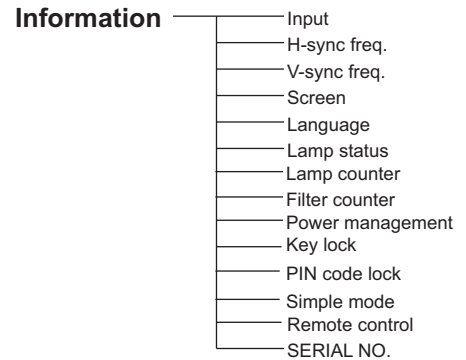 Information
Input
H-sync freq.
V-sync freq.
Screen
Language
Lamp status
Lamp counter
Filter counter
Power management
Key lock
PIN code lock
Simple mode
Remote control
SERIAL NO.